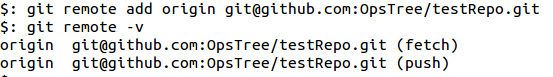 $: git remote add origin git@github.com:OpsTree/testRepo.git
$: git remote -v
origin  git@github.com:OpsTree/testRepo.git (fetch)
origin  git@github.com:OpsTree/testRepo.git (push)